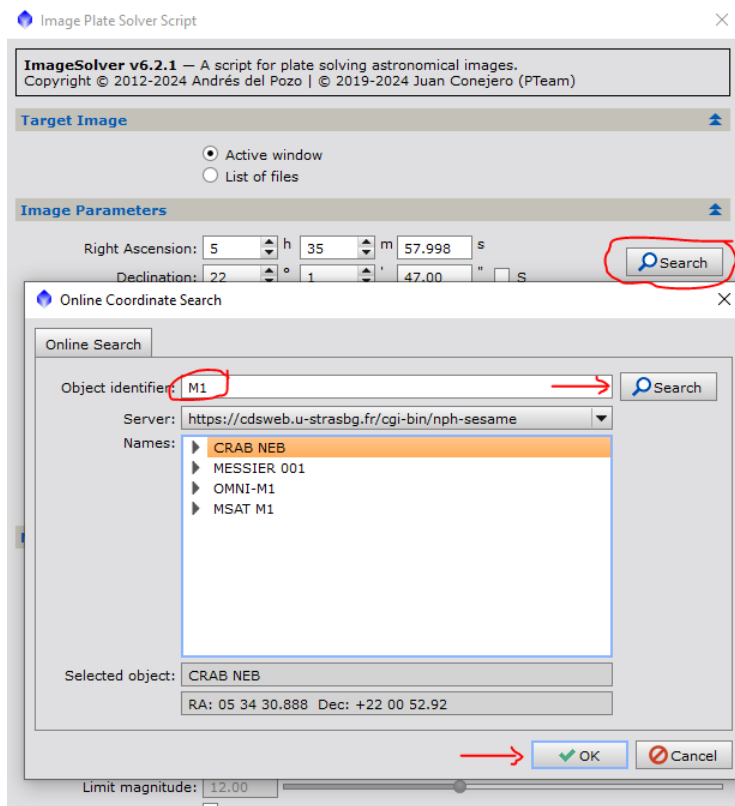 Image Plate Solver Script
ImageSolver v6.2.1 — A script for plate solving astronomical images.
Copyright © 2012-2024 Andrés del Pozo | © 2019-2024 Juan Conejero (PTeam)
Target Image
Active window
List of files
Image Parameters
Right Ascension: 5 h 35 m 57.998 s
Search
Declination: 22 ° 1 ' 47.00 " S
Online Coordinate Search
Online Search
Object identifier: M1 Search
Server: https://cdsweb.u-strasbg.fr/cgi-bin/nph-sesame
Names: CRAB NEB
MESSIER 001
OMNI-M1
MSAT M1
Selected object: CRAB NEB
RA: 05 34 30.888 Dec: +22 00 52.92
OK Cancel
Limit magnitude: 12.00